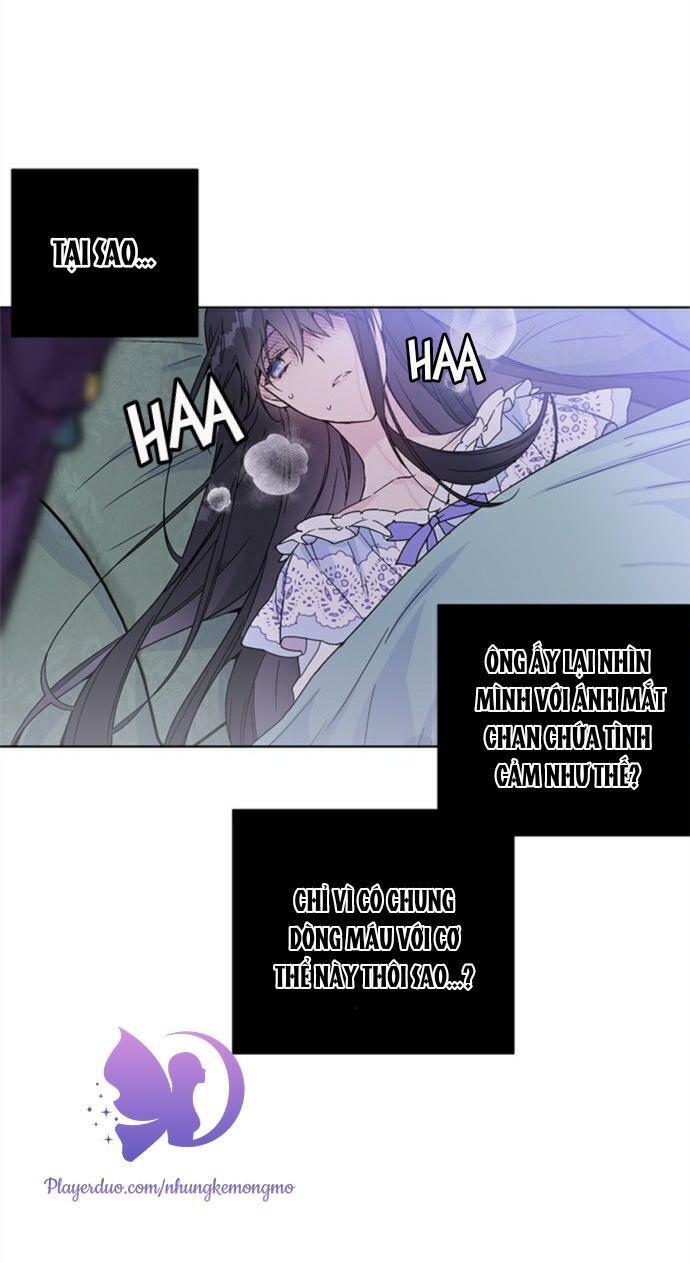 TẠI SAO...
HAA
HAA
ÔNG ẤY LẠI NHÌN
MÌNH VỚI ÁNH MẮT
CHAN CHỨA TÌNH
CẢM NHƯ THẾ?
CHỈ VÌ CÓ CHUNG
DÒNG MÁU VỚI CƠ
THỂ NÀY THÔI SAO...?
Playerduo.com/nhungkemongmo